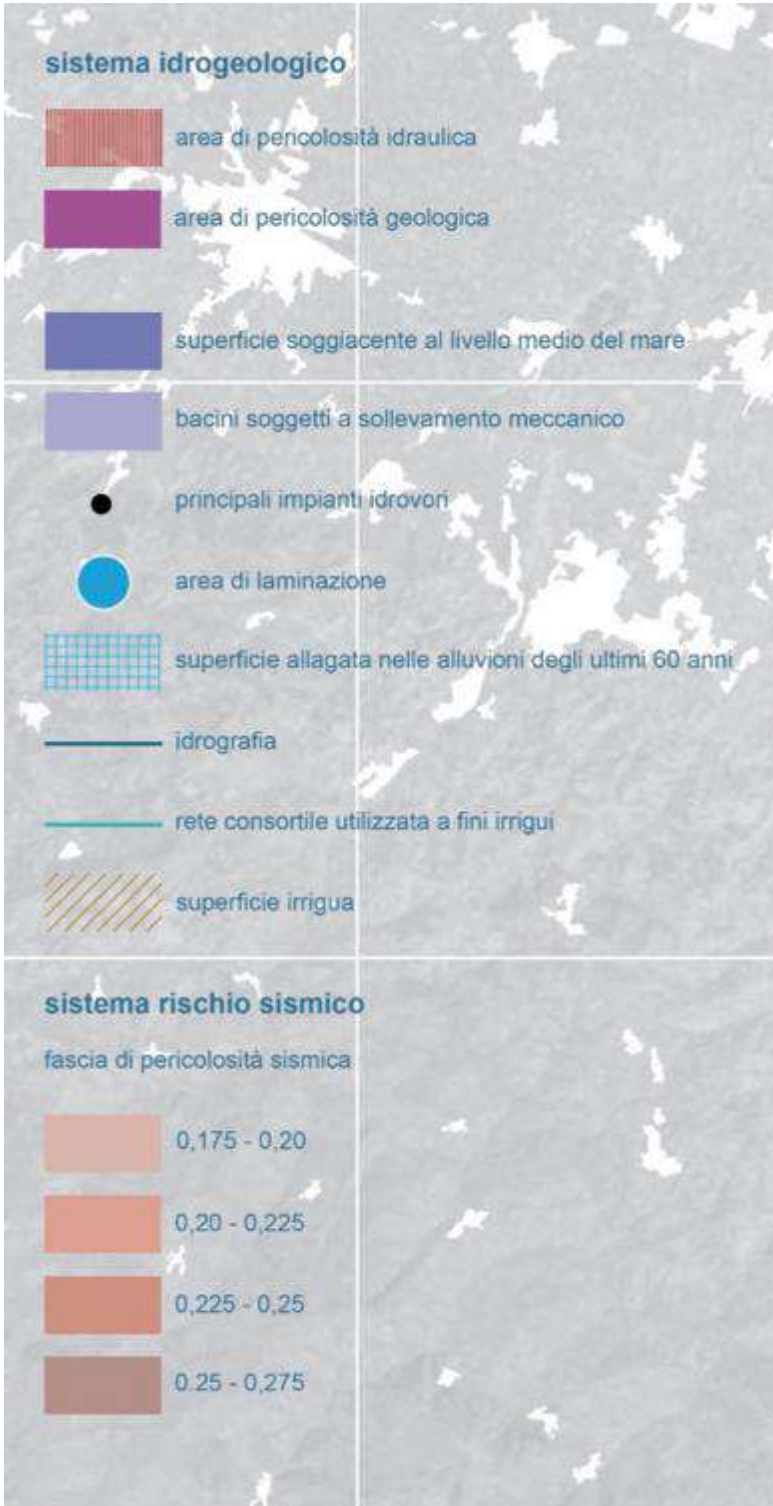 sistema idrogeologico
area di pericolosità idraulica
area di pericolosità geologica
superficie soggiacente al livello medio del mare
bacini soggetti a sollevamento meccanico
principali impianti idrovori
area di laminazione
superficie allagata nelle alluvioni degli ultimi 60 anni
idrografia
rete consortile utilizzata a fini irrigui
superficie irrigua
sistema rischio sismico
fascia di pericolosità sismica
0,175 - 0,20
0,20 - 0,225
0,225 - 0,25
0.25 - 0,275